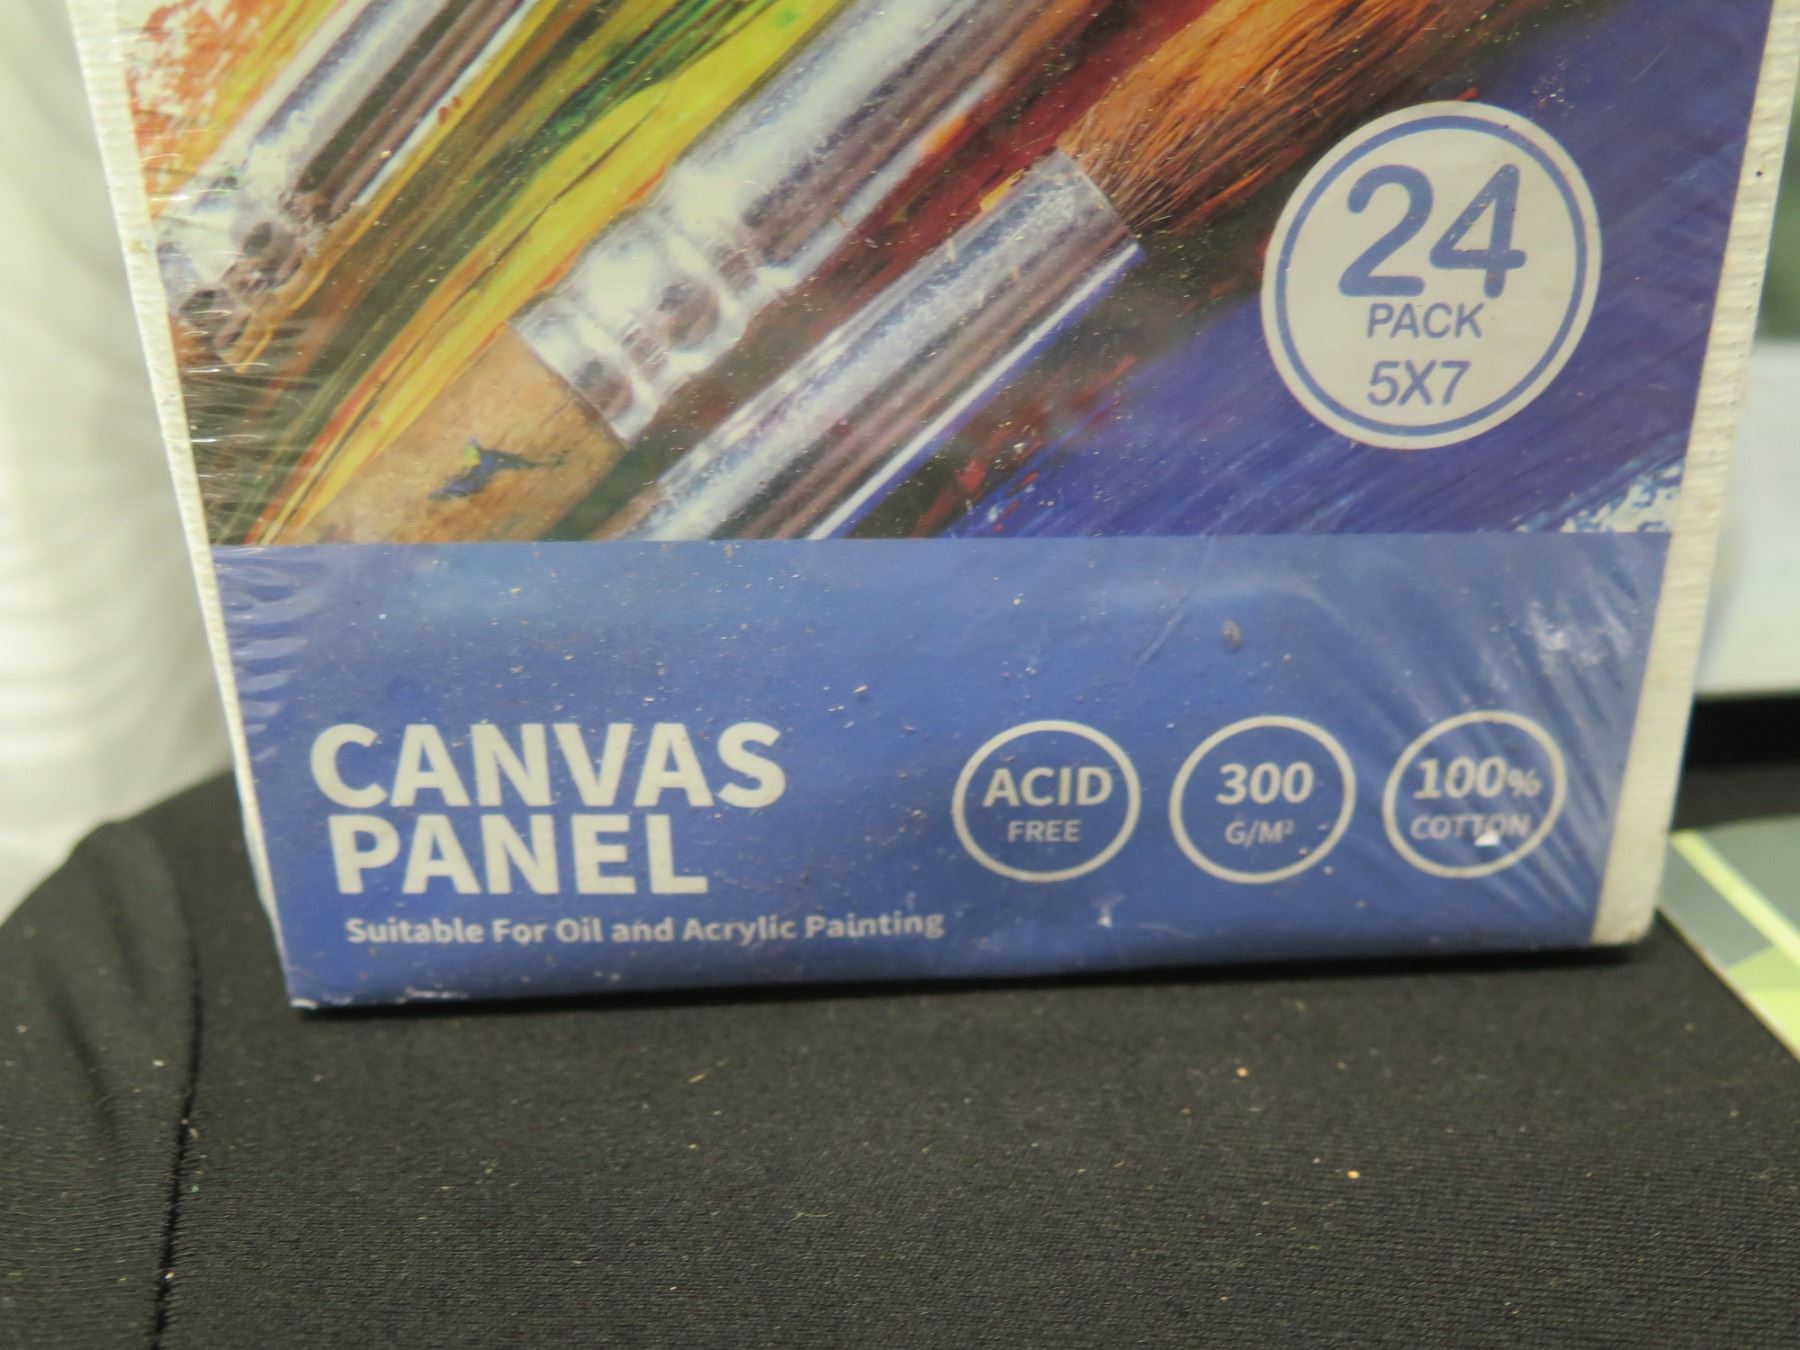 24
PACK
5X7
CANVAS
PANEL
Suitable For Oil and Acrylic Painting
ACID
FREE
300
G/M²
100%
COTTON